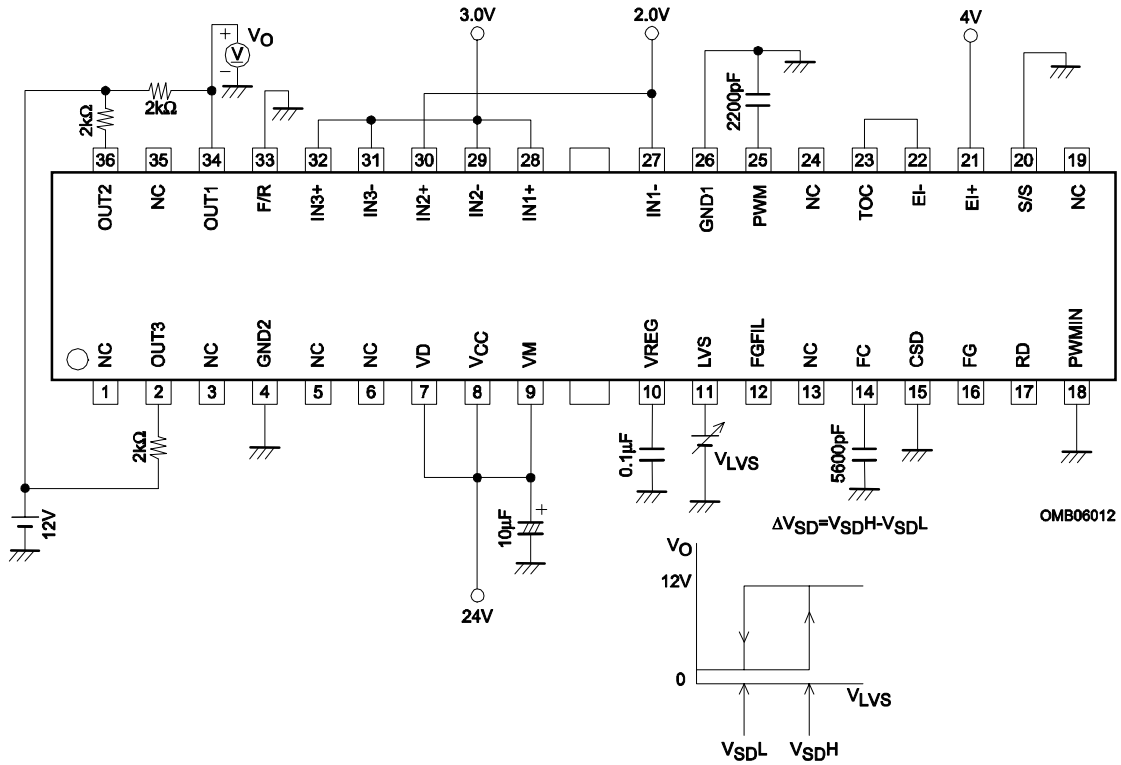 3.0V 2.0V 4V
+ VO
V
−
2kΩ 2kΩ 2200pF
36 35 34 33 32 31 30 29 28 27 26 25 24 23 22 21 20 19
OUT2 NC OUT1 F/R IN3+ IN3- IN2+ IN2- IN1+ IN1- GND1 PWM NC TOC EI- EI+ S/S NC
NC OUT3 NC GND2 NC NC VD VCC VM VREG LVS FGFIL NC FC CSD FG RD PWMIN
1 2 3 4 5 6 7 8 9 10 11 12 13 14 15 16 17 18
2kΩ 0.1µF VLVS 5600pF
12V 10µF + OMB06012
ΔVSD=VSDH-VSDL
VO
12V
24V
0
VLVS
VSDL VSDH